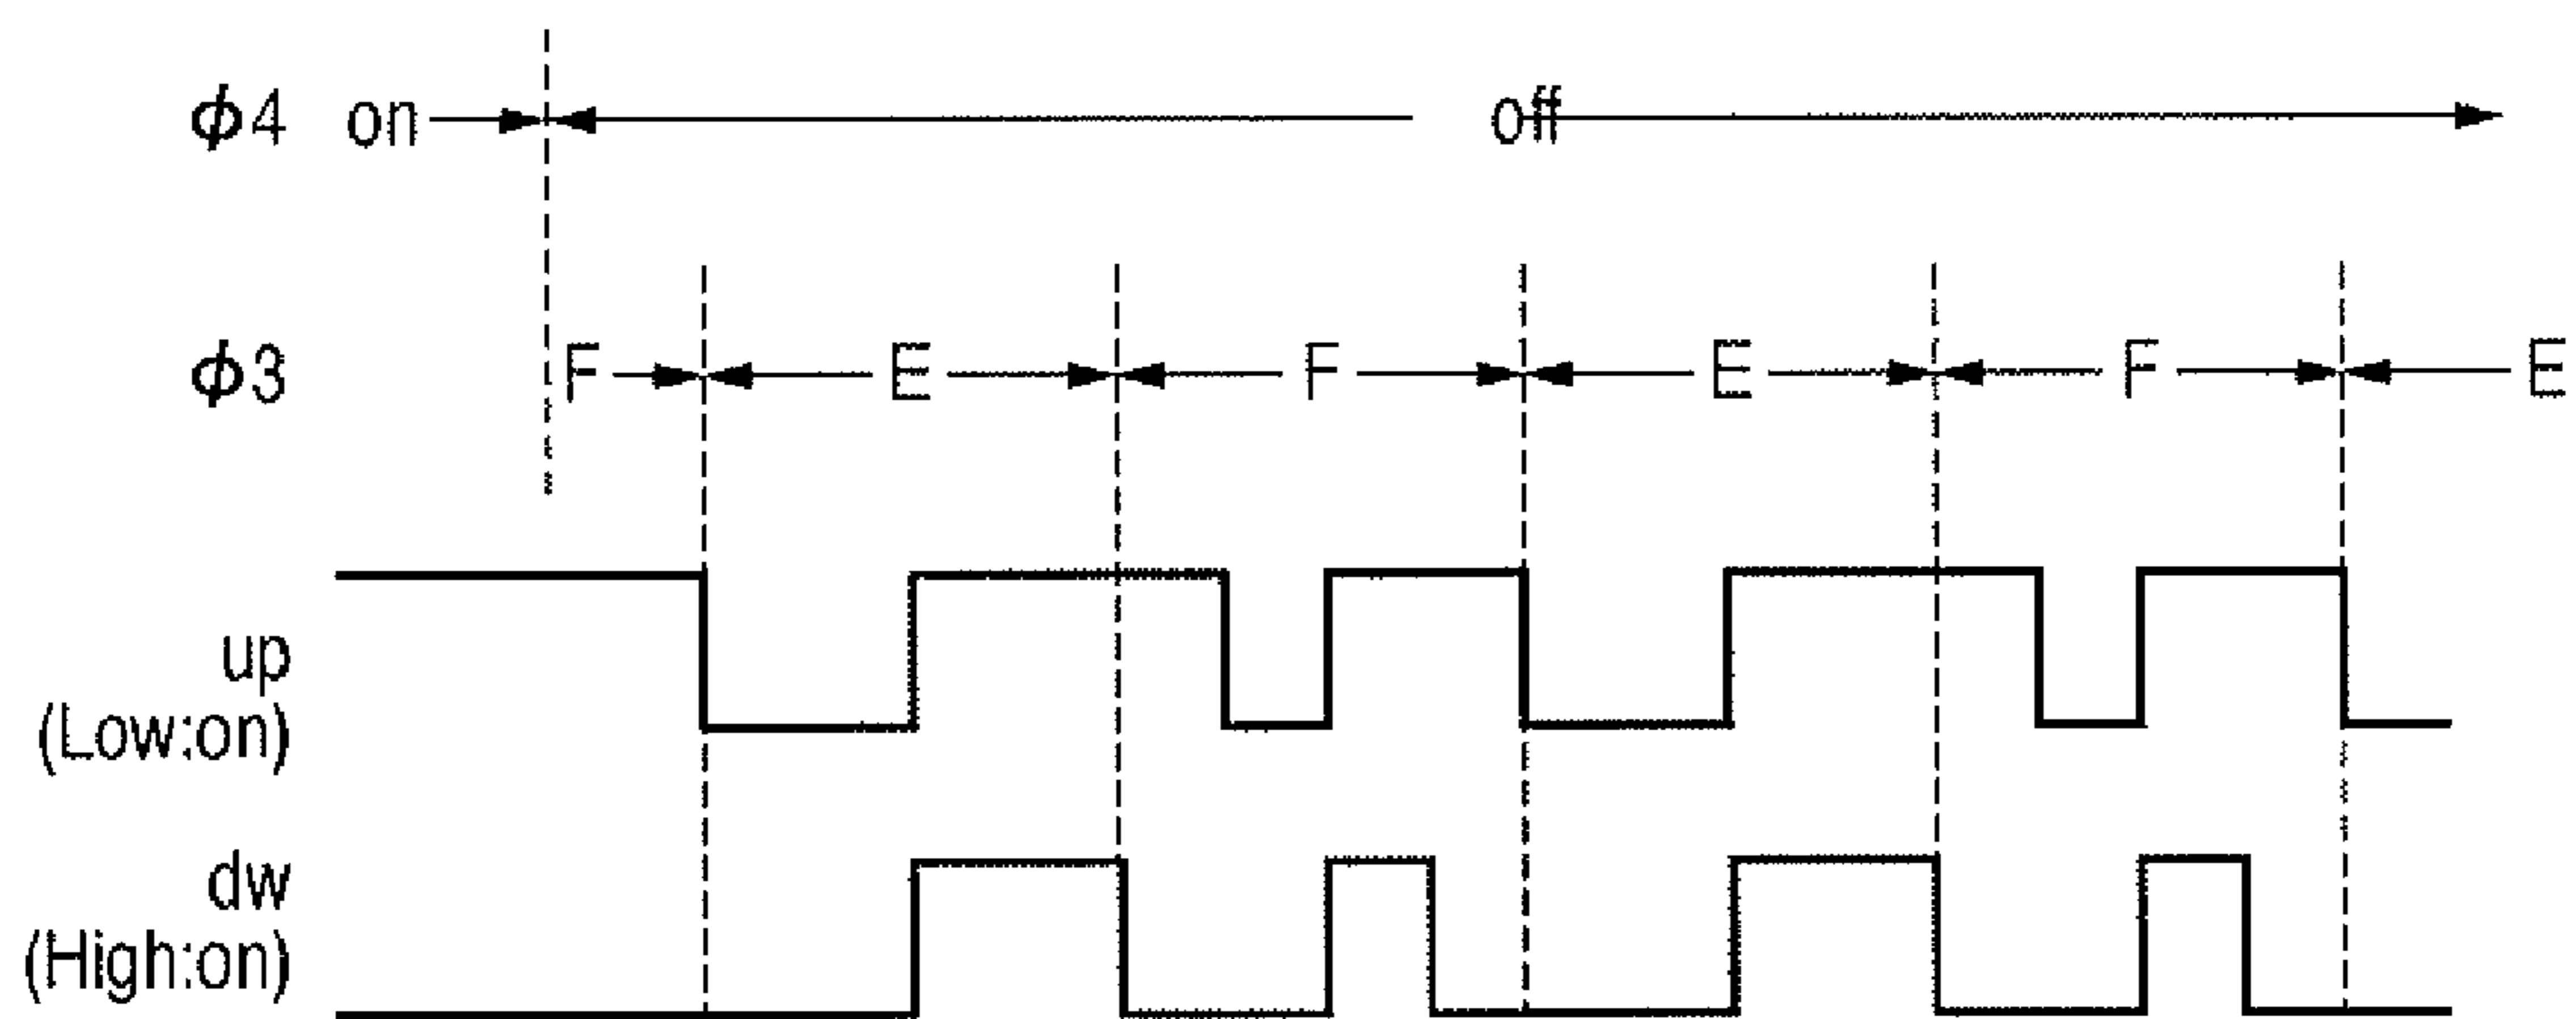 ϕ4 on off
ϕ3 F E F E F E
up
(Low:on)
dw
(High:on)